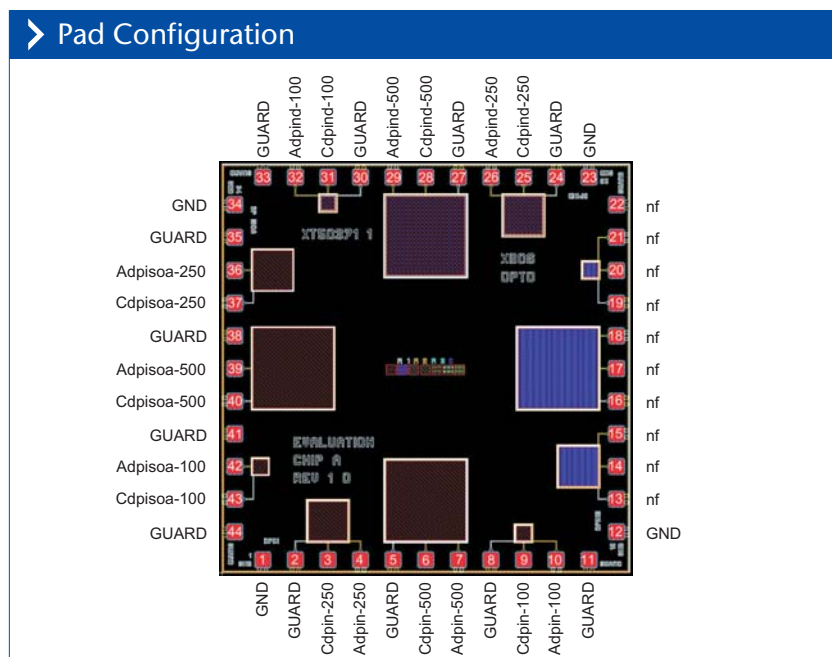 Pad Configuration
GUARD
Adpind-100
Cdpind-100
GUARD
Adpind-500
Cdpind-500
GUARD
Adpind-250
Cdpind-250
GUARD
GND
33 32 31 30 29 28 27 26 25 24 23
GND 34 22 nf
GUARD 35 21 nf
XT50371 1
Adpisoa-250 36 20 nf
XB06
OPTO
Cdpisoa-250 37 19 nf
GUARD 38 18 nf
Adpisoa-500 39 17 nf
Cdpisoa-500 40 16 nf
GUARD 41 15 nf
EVALUATION
CHIP A
REV 1 0
Adpisoa-100 42 14 nf
Cdpisoa-100 43 13 nf
GUARD 44 12 GND
1 2 3 4 5 6 7 8 9 10 11
GND
GUARD
Cdpin-250
Adpin-250
GUARD
Cdpin-500
Adpin-500
GUARD
Cdpin-100
Adpin-100
GUARD